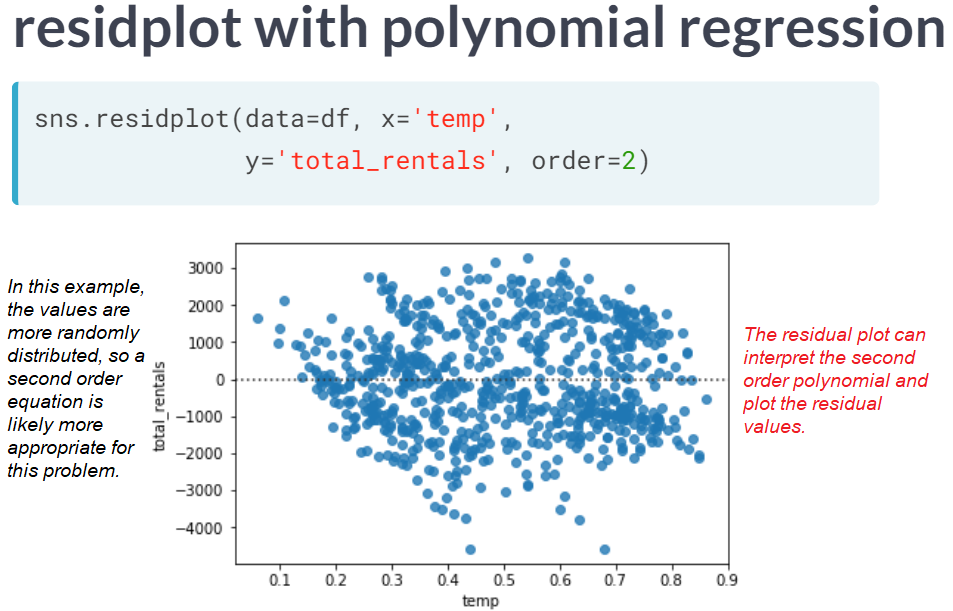 residplot with polynomial regression
sns.residplot(data=df, x='temp',
y='total_rentals', order=2)
In this example,
the values are
more randomly
distributed, so a
second order
equation is
likely more
appropriate for
this problem.
total_rentals
3000
2000
1000
0
−1000
−2000
−3000
−4000
0.1 0.2 0.3 0.4 0.5 0.6 0.7 0.8 0.9
temp
The residual plot can
interpret the second
order polynomial and
plot the residual
values.